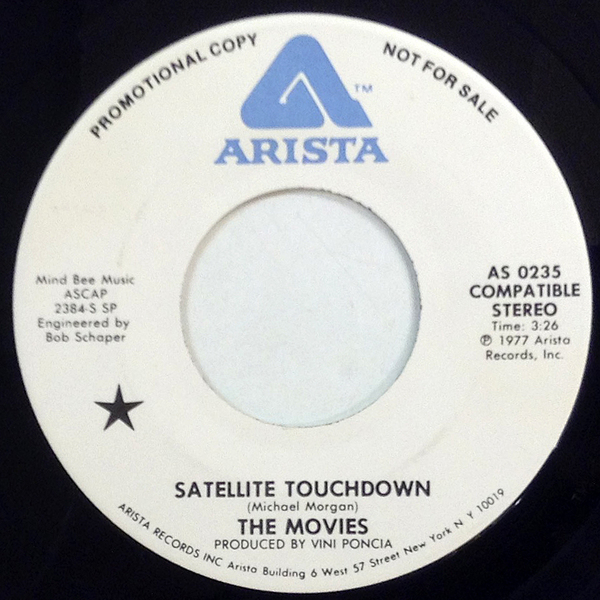 PROMOTIONAL COPY
NOT FOR SALE
TM
ARISTA
Mind Bee Music
ASCAP
2384-S SP
Engineered by
Bob Schaper
AS 0235
COMPATIBLE
STEREO
Time: 3:26
℗ 1977 Arista
Records, Inc.
SATELLITE TOUCHDOWN
(Michael Morgan)
THE MOVIES
PRODUCED BY VINI PONCIA
ARISTA RECORDS INC Arista Building 6 West 57 Street New York N. Y 10019